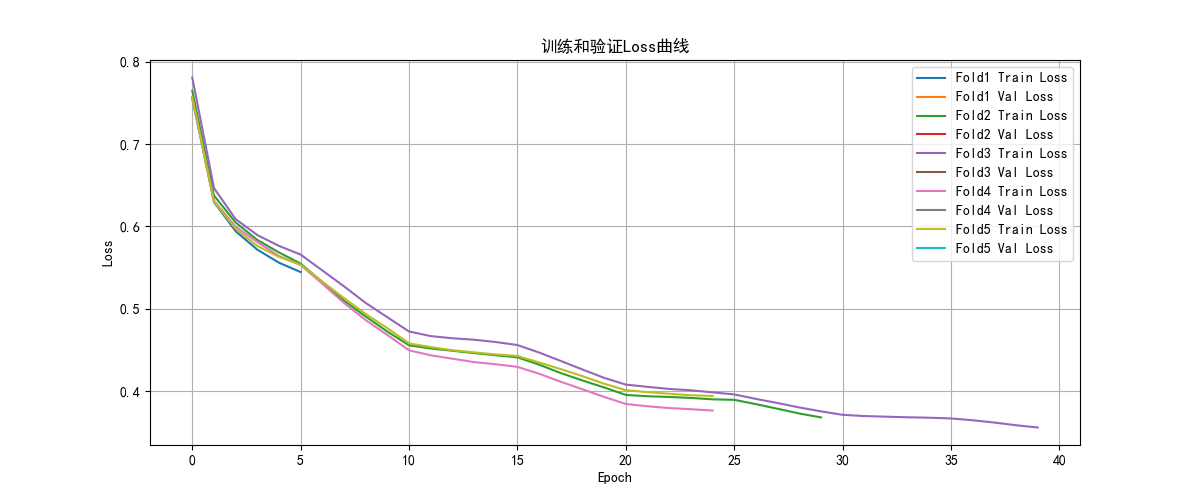 训练和验证Loss曲线
Loss
0.8
0.7
0.6
0.5
0.4
Fold1 Train Loss
Fold1 Val Loss
Fold2 Train Loss
Fold2 Val Loss
Fold3 Train Loss
Fold3 Val Loss
Fold4 Train Loss
Fold4 Val Loss
Fold5 Train Loss
Fold5 Val Loss
0 5 10 15 20 25 30 35 40
Epoch